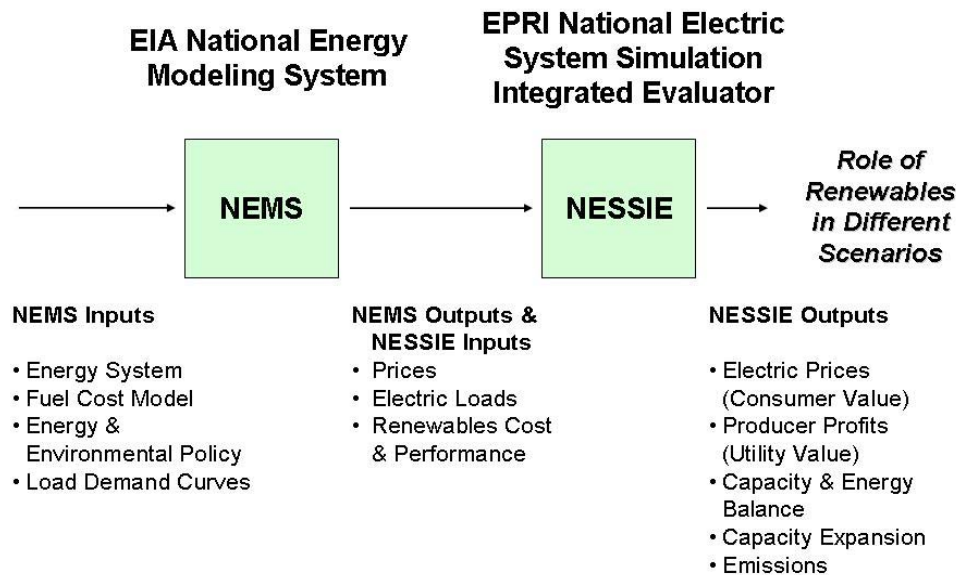 EIA National Energy
Modeling System
EPRI National Electric
System Simulation
Integrated Evaluator
NEMS
NESSIE
Role of
Renewables
in Different
Scenarios
NEMS Inputs
• Energy System
• Fuel Cost Model
• Energy &
Environmental Policy
• Load Demand Curves
NEMS Outputs &
NESSIE Inputs
• Prices
• Electric Loads
• Renewables Cost
& Performance
NESSIE Outputs
• Electric Prices
(Consumer Value)
• Producer Profits
(Utility Value)
• Capacity & Energy
Balance
• Capacity Expansion
• Emissions